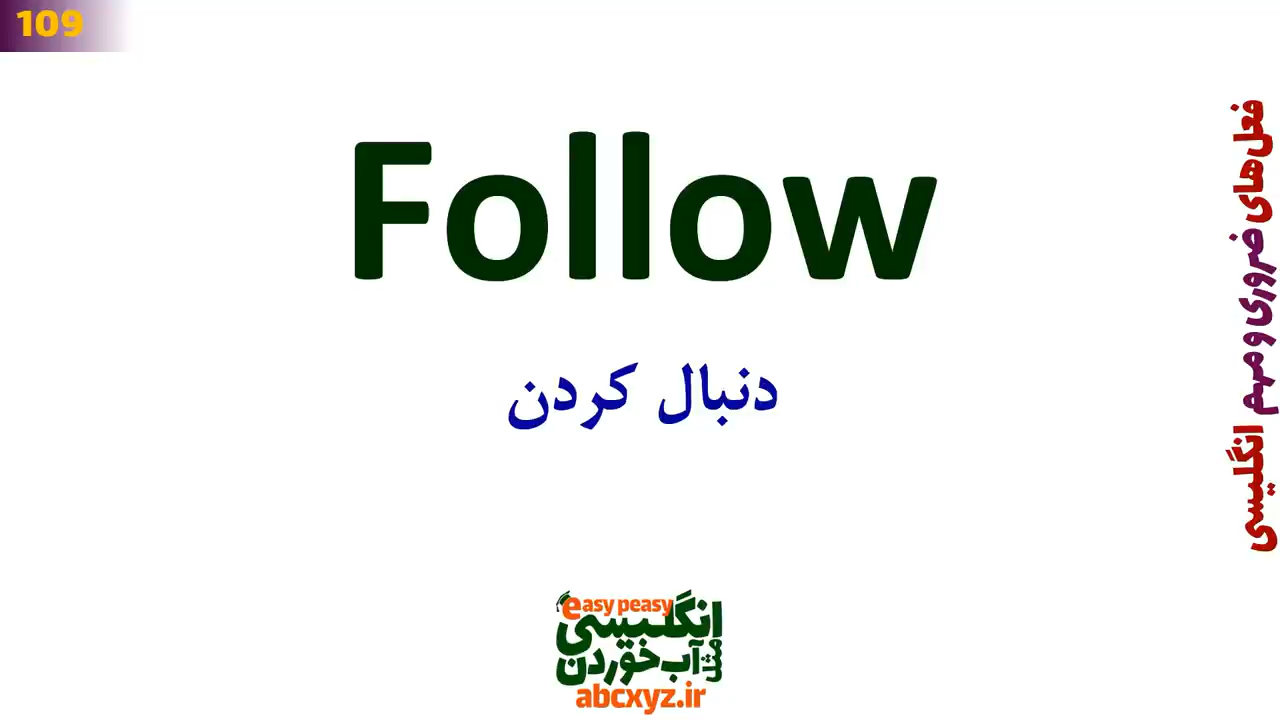 109
Follow
دنبال کردن
فعل‌های ضروری و مهم انگلیسی
easy peasy
انگلیسی
مثل آب خوردن
abcxyz.ir